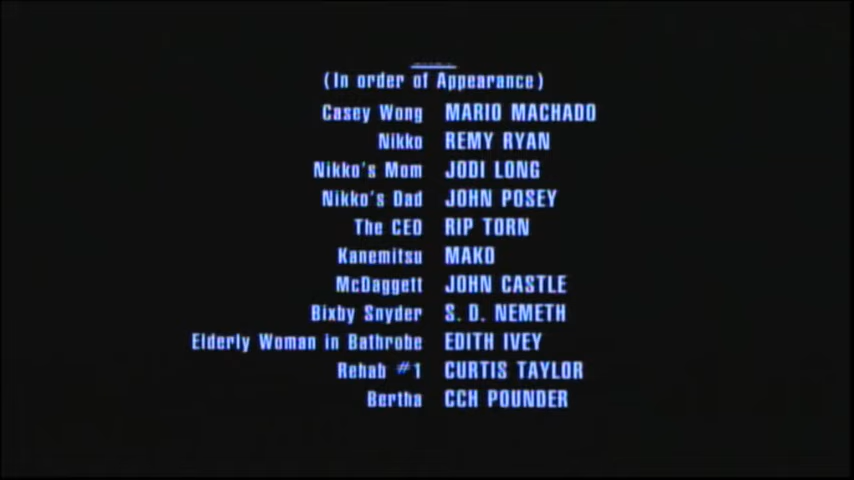 (In order of Appearance)
Casey Wong MARIO MACHADO
Nikko REMY RYAN
Nikko's Mom JODI LONG
Nikko's Dad JOHN POSEY
The CEO RIP TORN
Kanemitsu MAKO
McDaggett JOHN CASTLE
Bixby Snyder S. D. NEMETH
Elderly Woman in Bathrobe EDITH IVEY
Rehab #1 CURTIS TAYLOR
Bertha CCH POUNDER